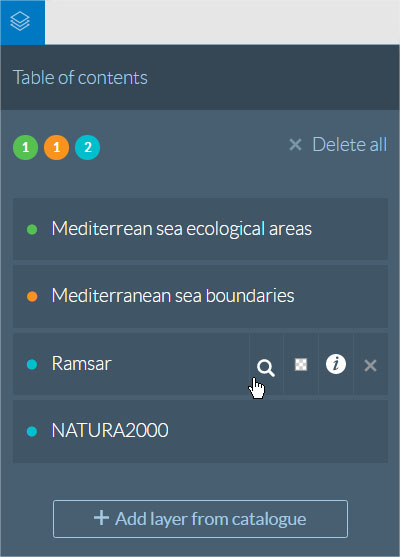 Table of contents
1 1 2 Delete all
Mediterrean sea ecological areas
Mediterranean sea boundaries
Ramsar
NATURA2000
Add layer from catalogue